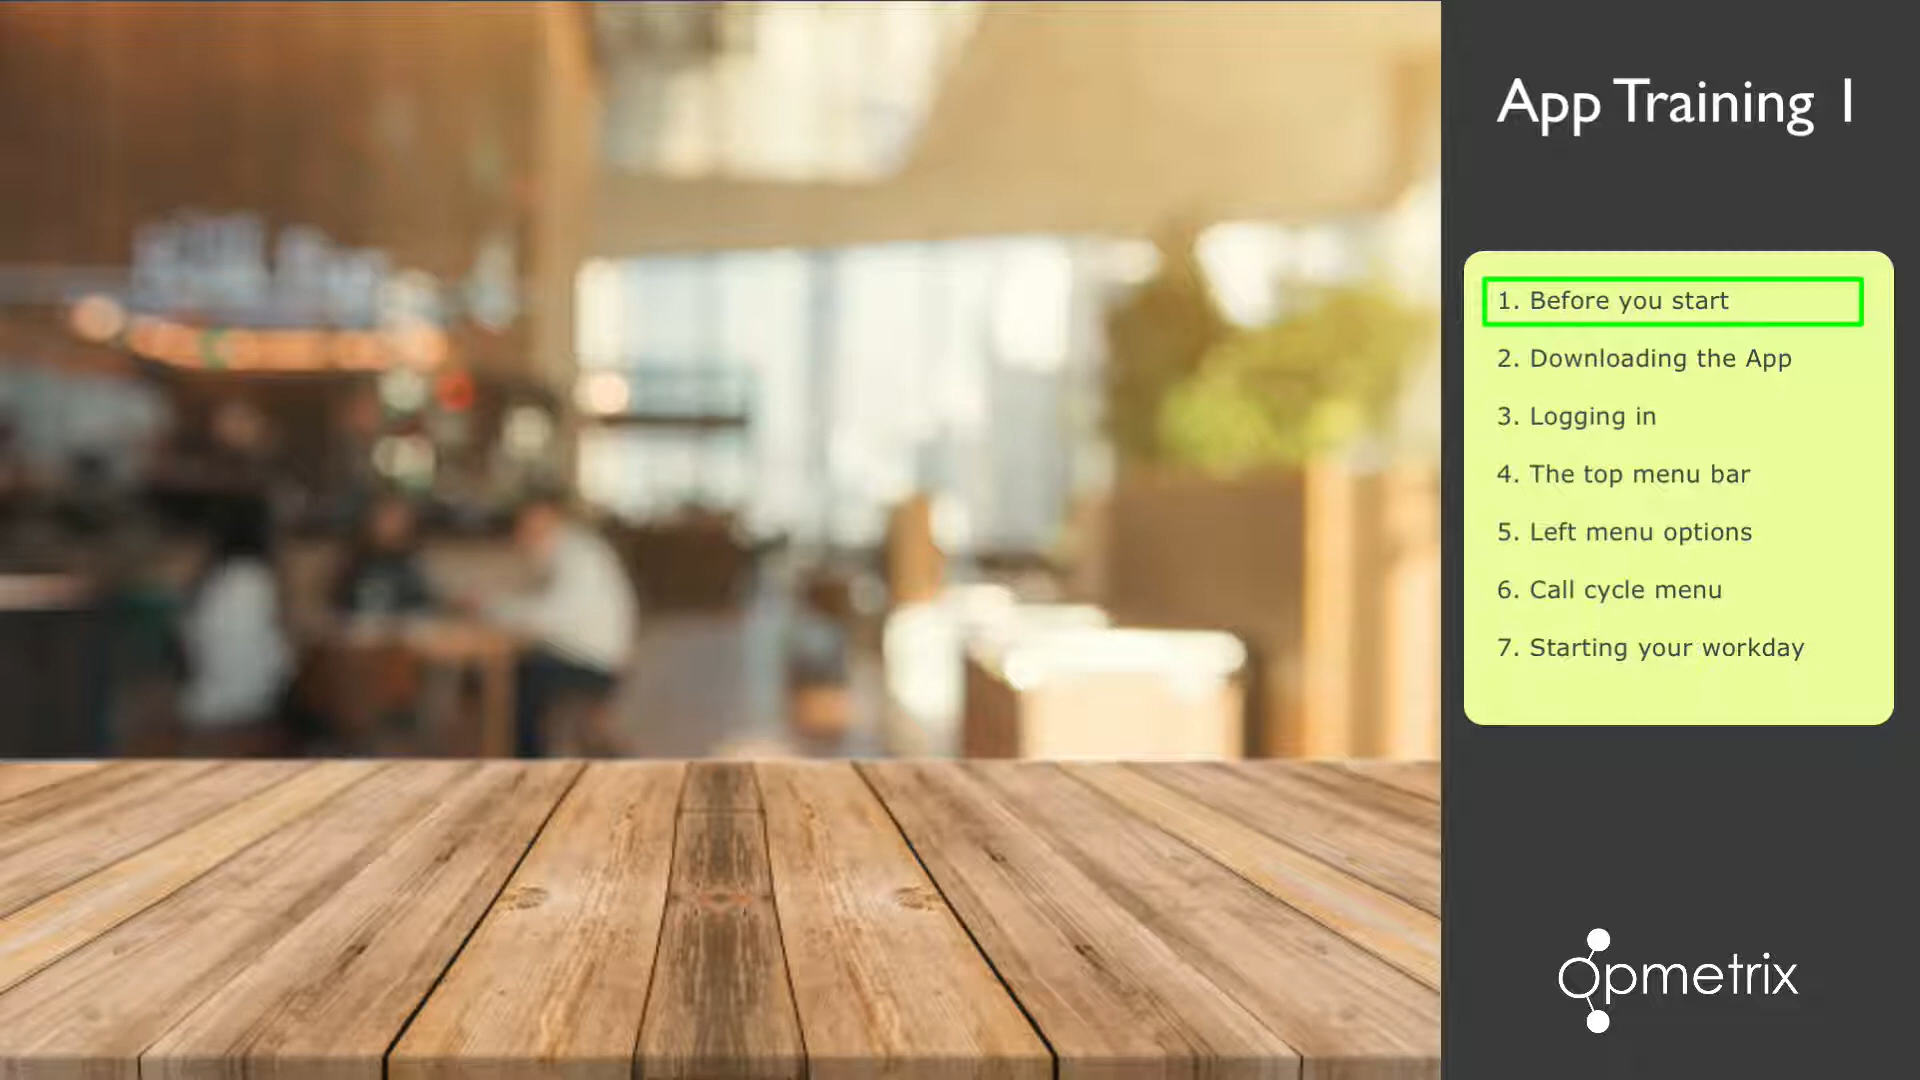 App Training 1
1. Before you start
2. Downloading the App
3. Logging in
4. The top menu bar
5. Left menu options
6. Call cycle menu
7. Starting your workday
opmetrix